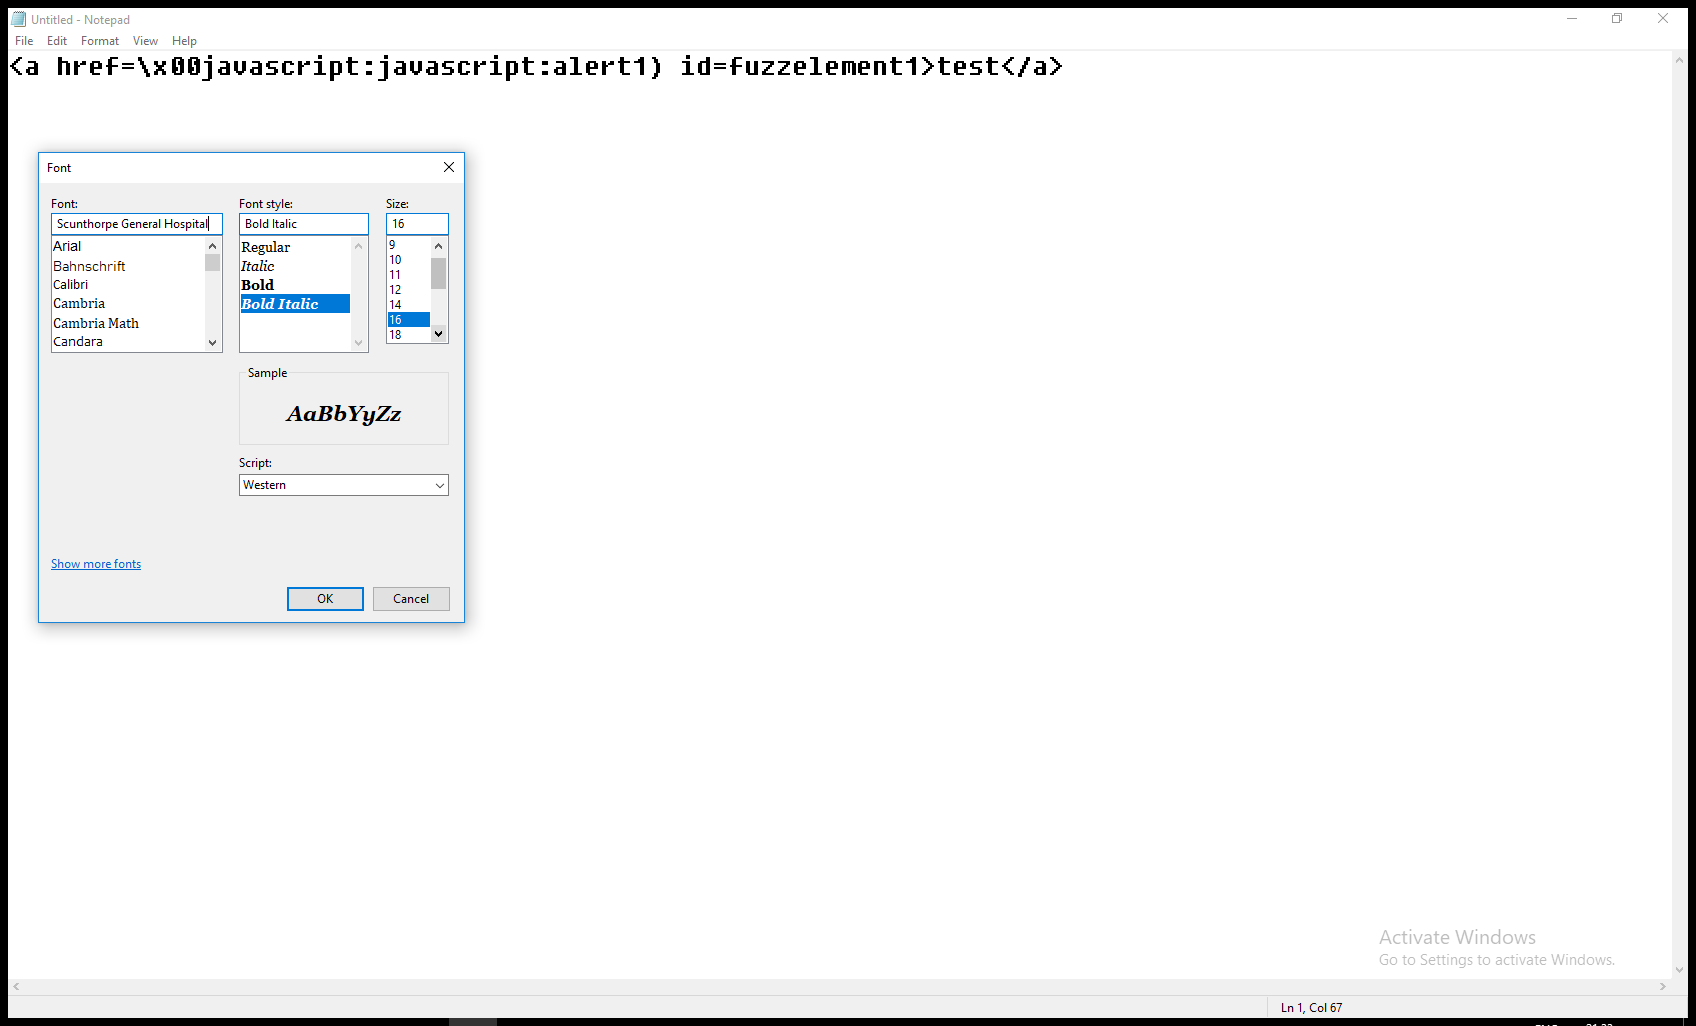 Untitled - Notepad
File Edit Format View Help
<a href=\x00javascript:javascript:alert1) id=fuzzelement1>test</a>
Font
Font: Font style: Size:
Scunthorpe General Hospital Bold Italic 16
Arial Regular 9
Bahnschrift Italic 10
Calibri Bold 11
Cambria Bold Italic 12
Cambria Math 14
Candara 16
18
Sample
AaBbYyZz
Script:
Western
Show more fonts
OK Cancel
Activate Windows
Go to Settings to activate Windows.
Ln 1, Col 67